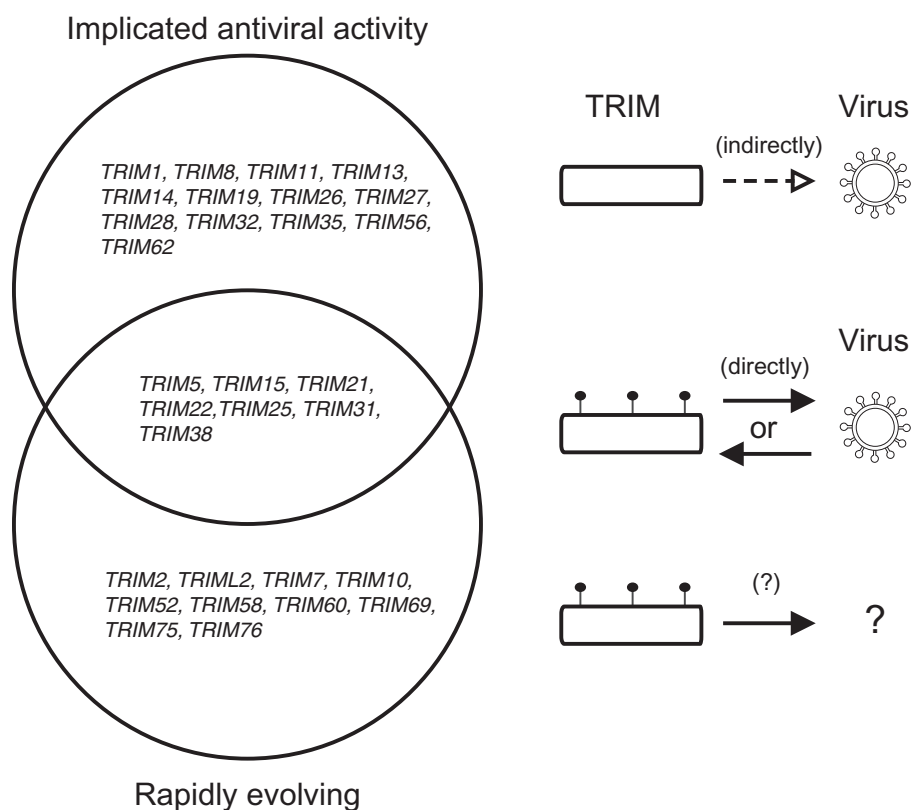 Implicated antiviral activity
TRIM1, TRIM8, TRIM11, TRIM13,
TRIM14, TRIM19, TRIM26, TRIM27,
TRIM28, TRIM32, TRIM35, TRIM56,
TRIM62
TRIM5, TRIM15, TRIM21,
TRIM22,TRIM25, TRIM31,
TRIM38
TRIM2, TRIML2, TRIM7, TRIM10,
TRIM52, TRIM58, TRIM60, TRIM69,
TRIM75, TRIM76
Rapidly evolving
TRIM
Virus
(indirectly)
Virus
(directly)
or
(?)
?